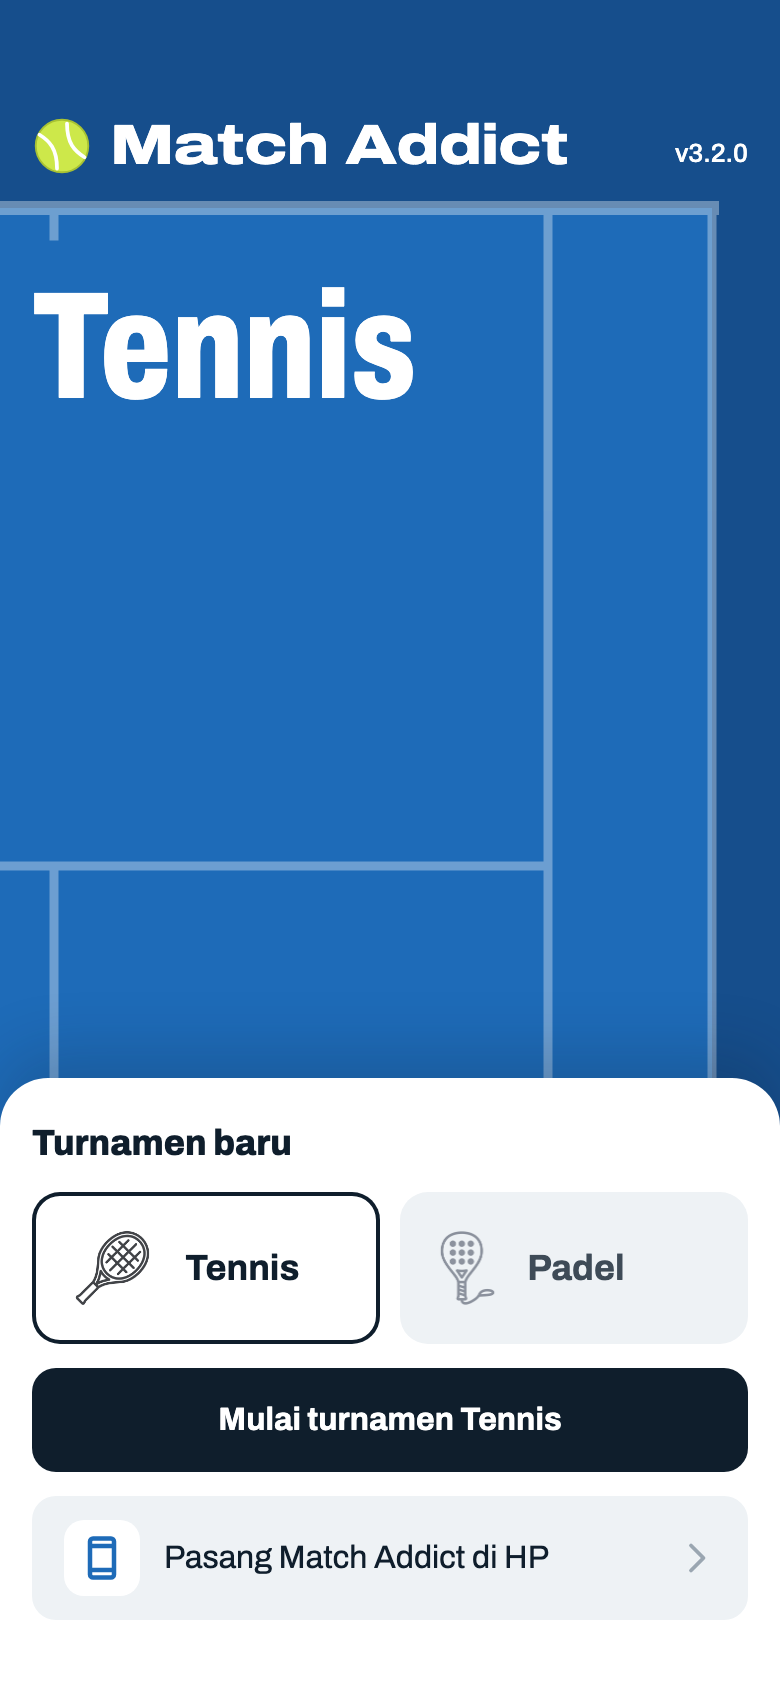 Match Addict
v3.2.0
Tennis
Turnamen baru
Tennis
Padel
Mulai turnamen Tennis
Pasang Match Addict di HP